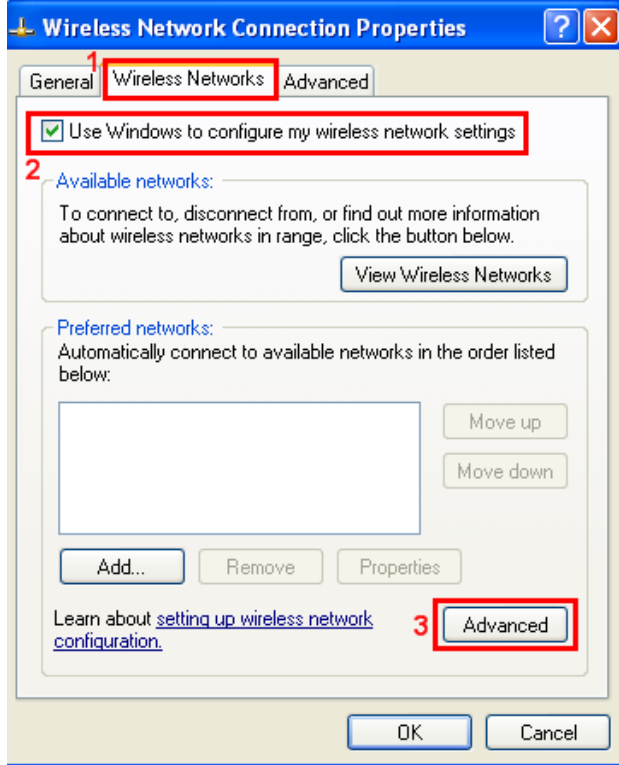 Wireless Network Connection Properties
1
General Wireless Networks Advanced
Use Windows to configure my wireless network settings
2
Available networks:
To connect to, disconnect from, or find out more information
about wireless networks in range, click the button below.
View Wireless Networks
Preferred networks:
Automatically connect to available networks in the order listed
below:
Move up
Move down
Add... Remove Properties
Learn about setting up wireless network
configuration.
3 Advanced
OK Cancel